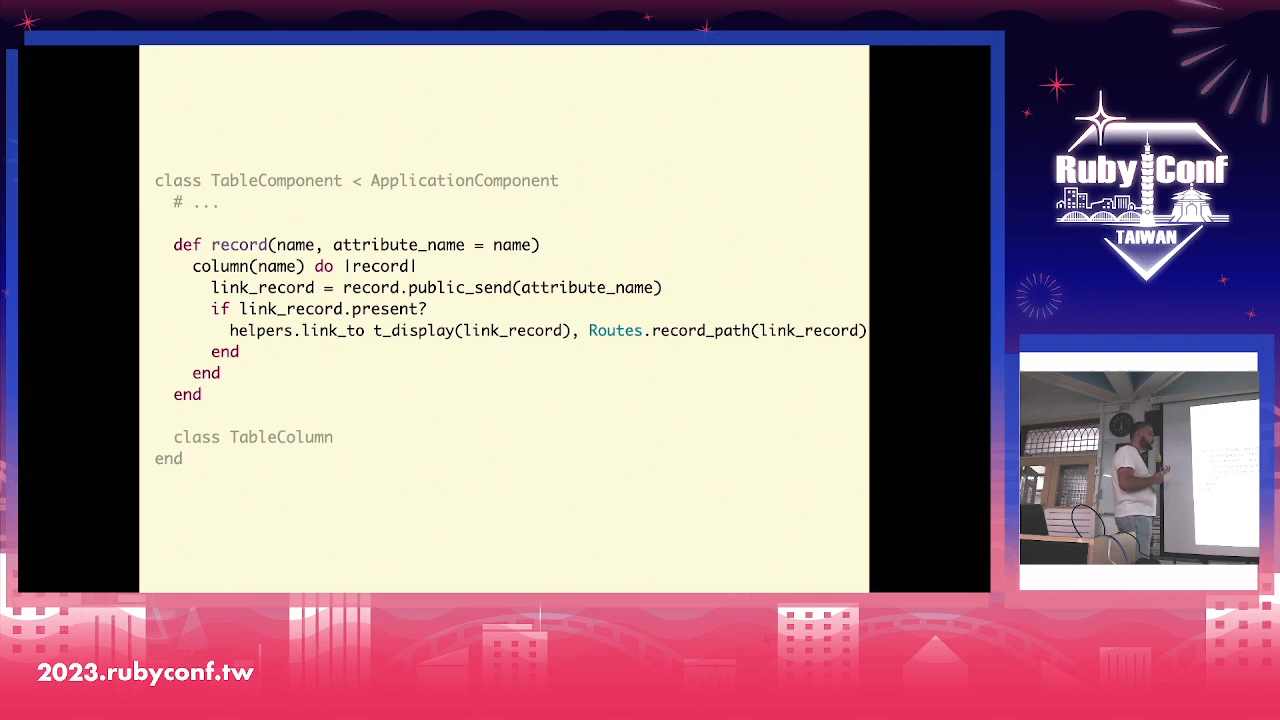 class TableComponent < ApplicationComponent
  # ...

  def record(name, attribute_name = name)
    column(name) do |record|
      link_record = record.public_send(attribute_name)
      if link_record.present?
        helpers.link_to t_display(link_record), Routes.record_path(link_record)
      end
    end
  end

  class TableColumn
end
RubyConf
TAIWAN
2023.rubyconf.tw